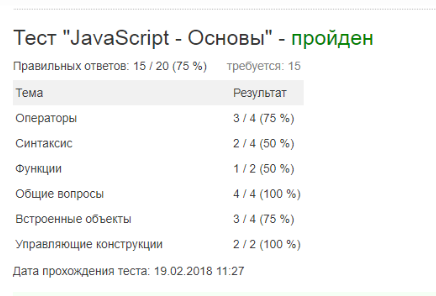 Тест "JavaScript - Основы" - пройден
Правильных ответов: 15 / 20 (75 %) требуется: 15
Тема Результат
Операторы 3 / 4 (75 %)
Синтаксис 2 / 4 (50 %)
Функции 1 / 2 (50 %)
Общие вопросы 4 / 4 (100 %)
Встроенные объекты 3 / 4 (75 %)
Управляющие конструкции 2 / 2 (100 %)
Дата прохождения теста: 19.02.2018 11:27